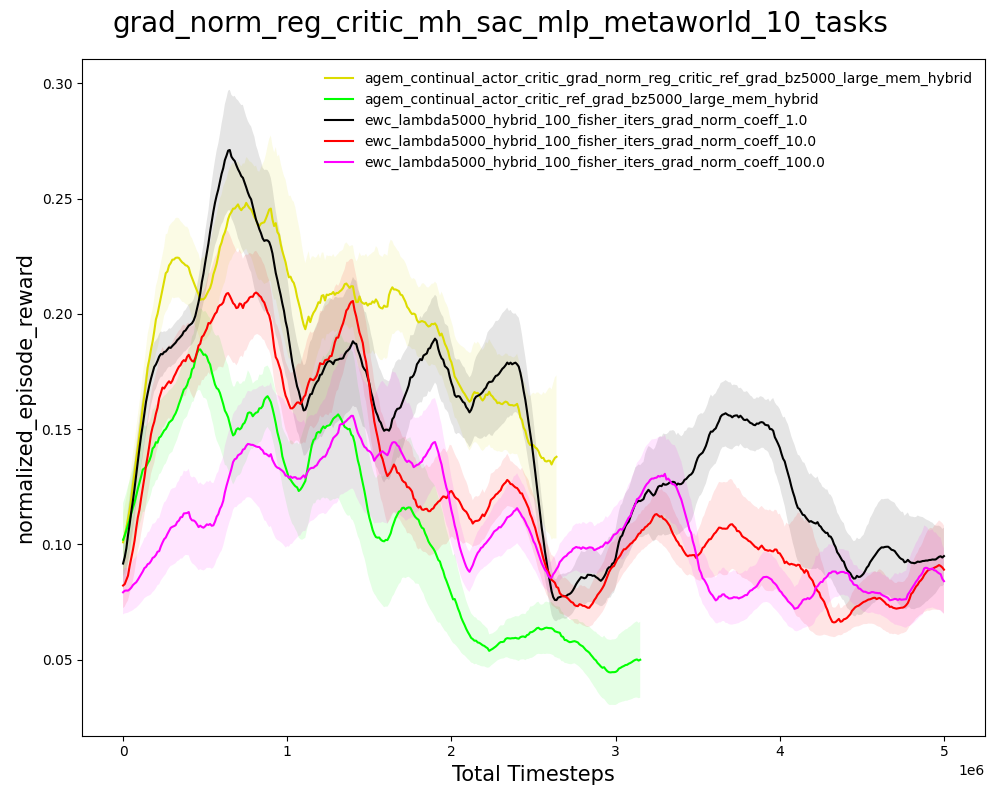 grad_norm_reg_critic_mh_sac_mlp_metaworld_10_tasks
agem_continual_actor_critic_grad_norm_reg_critic_ref_grad_bz5000_large_mem_hybrid
agem_continual_actor_critic_ref_grad_bz5000_large_mem_hybrid
ewc_lambda5000_hybrid_100_fisher_iters_grad_norm_coeff_1.0
ewc_lambda5000_hybrid_100_fisher_iters_grad_norm_coeff_10.0
ewc_lambda5000_hybrid_100_fisher_iters_grad_norm_coeff_100.0
normalized_episode_reward
0.30
0.25
0.20
0.15
0.10
0.05
0 1 2 3 4 5
1e6
Total Timesteps